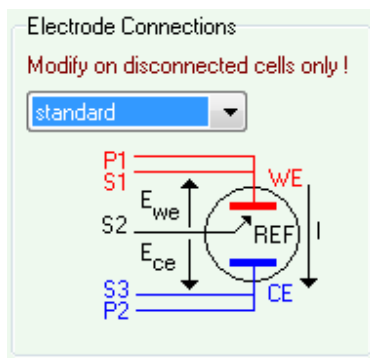 Electrode Connections
Modify on disconnected cells only !
standard
P1
S1
WE
Ewe
S2
REF
I
Ece
S3
CE
P2